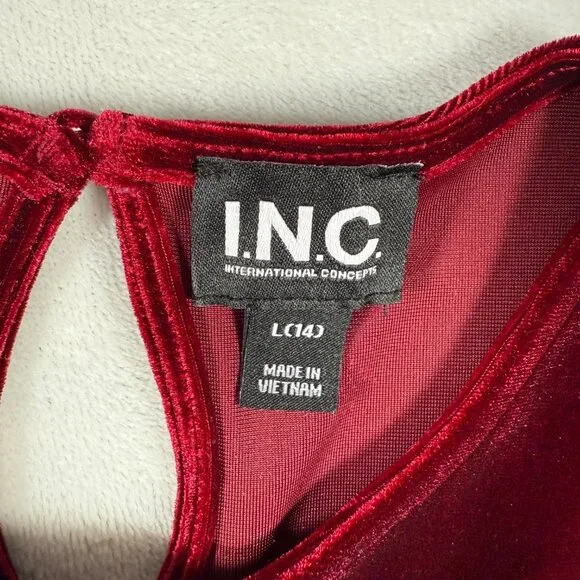 I.N.C.
INTERNATIONAL CONCEPTS
L(14)
MADE IN
VIETNAM